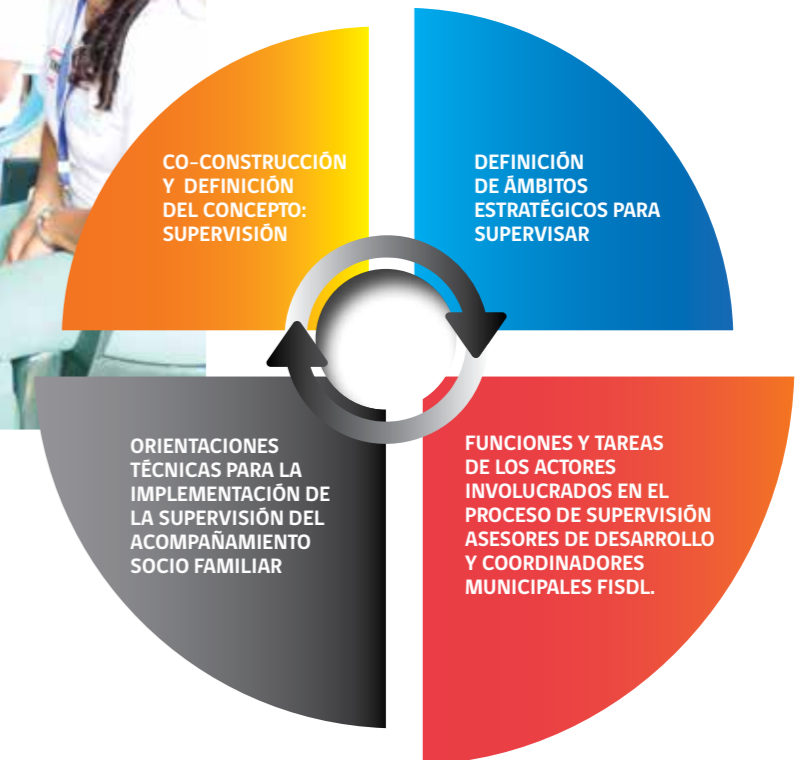 CO-CONSTRUCCIÓN
Y DEFINICIÓN
DEL CONCEPTO:
SUPERVISIÓN
DEFINICIÓN
DE ÁMBITOS
ESTRATÉGICOS PARA
SUPERVISAR
ORIENTACIONES
TÉCNICAS PARA LA
IMPLEMENTACIÓN DE
LA SUPERVISIÓN DEL
ACOMPAÑAMIENTO
SOCIO FAMILIAR
FUNCIONES Y TAREAS
DE LOS ACTORES
INVOLUCRADOS EN EL
PROCESO DE SUPERVISIÓN
ASESORES DE DESARROLLO
Y COORDINADORES
MUNICIPALES FISDL.